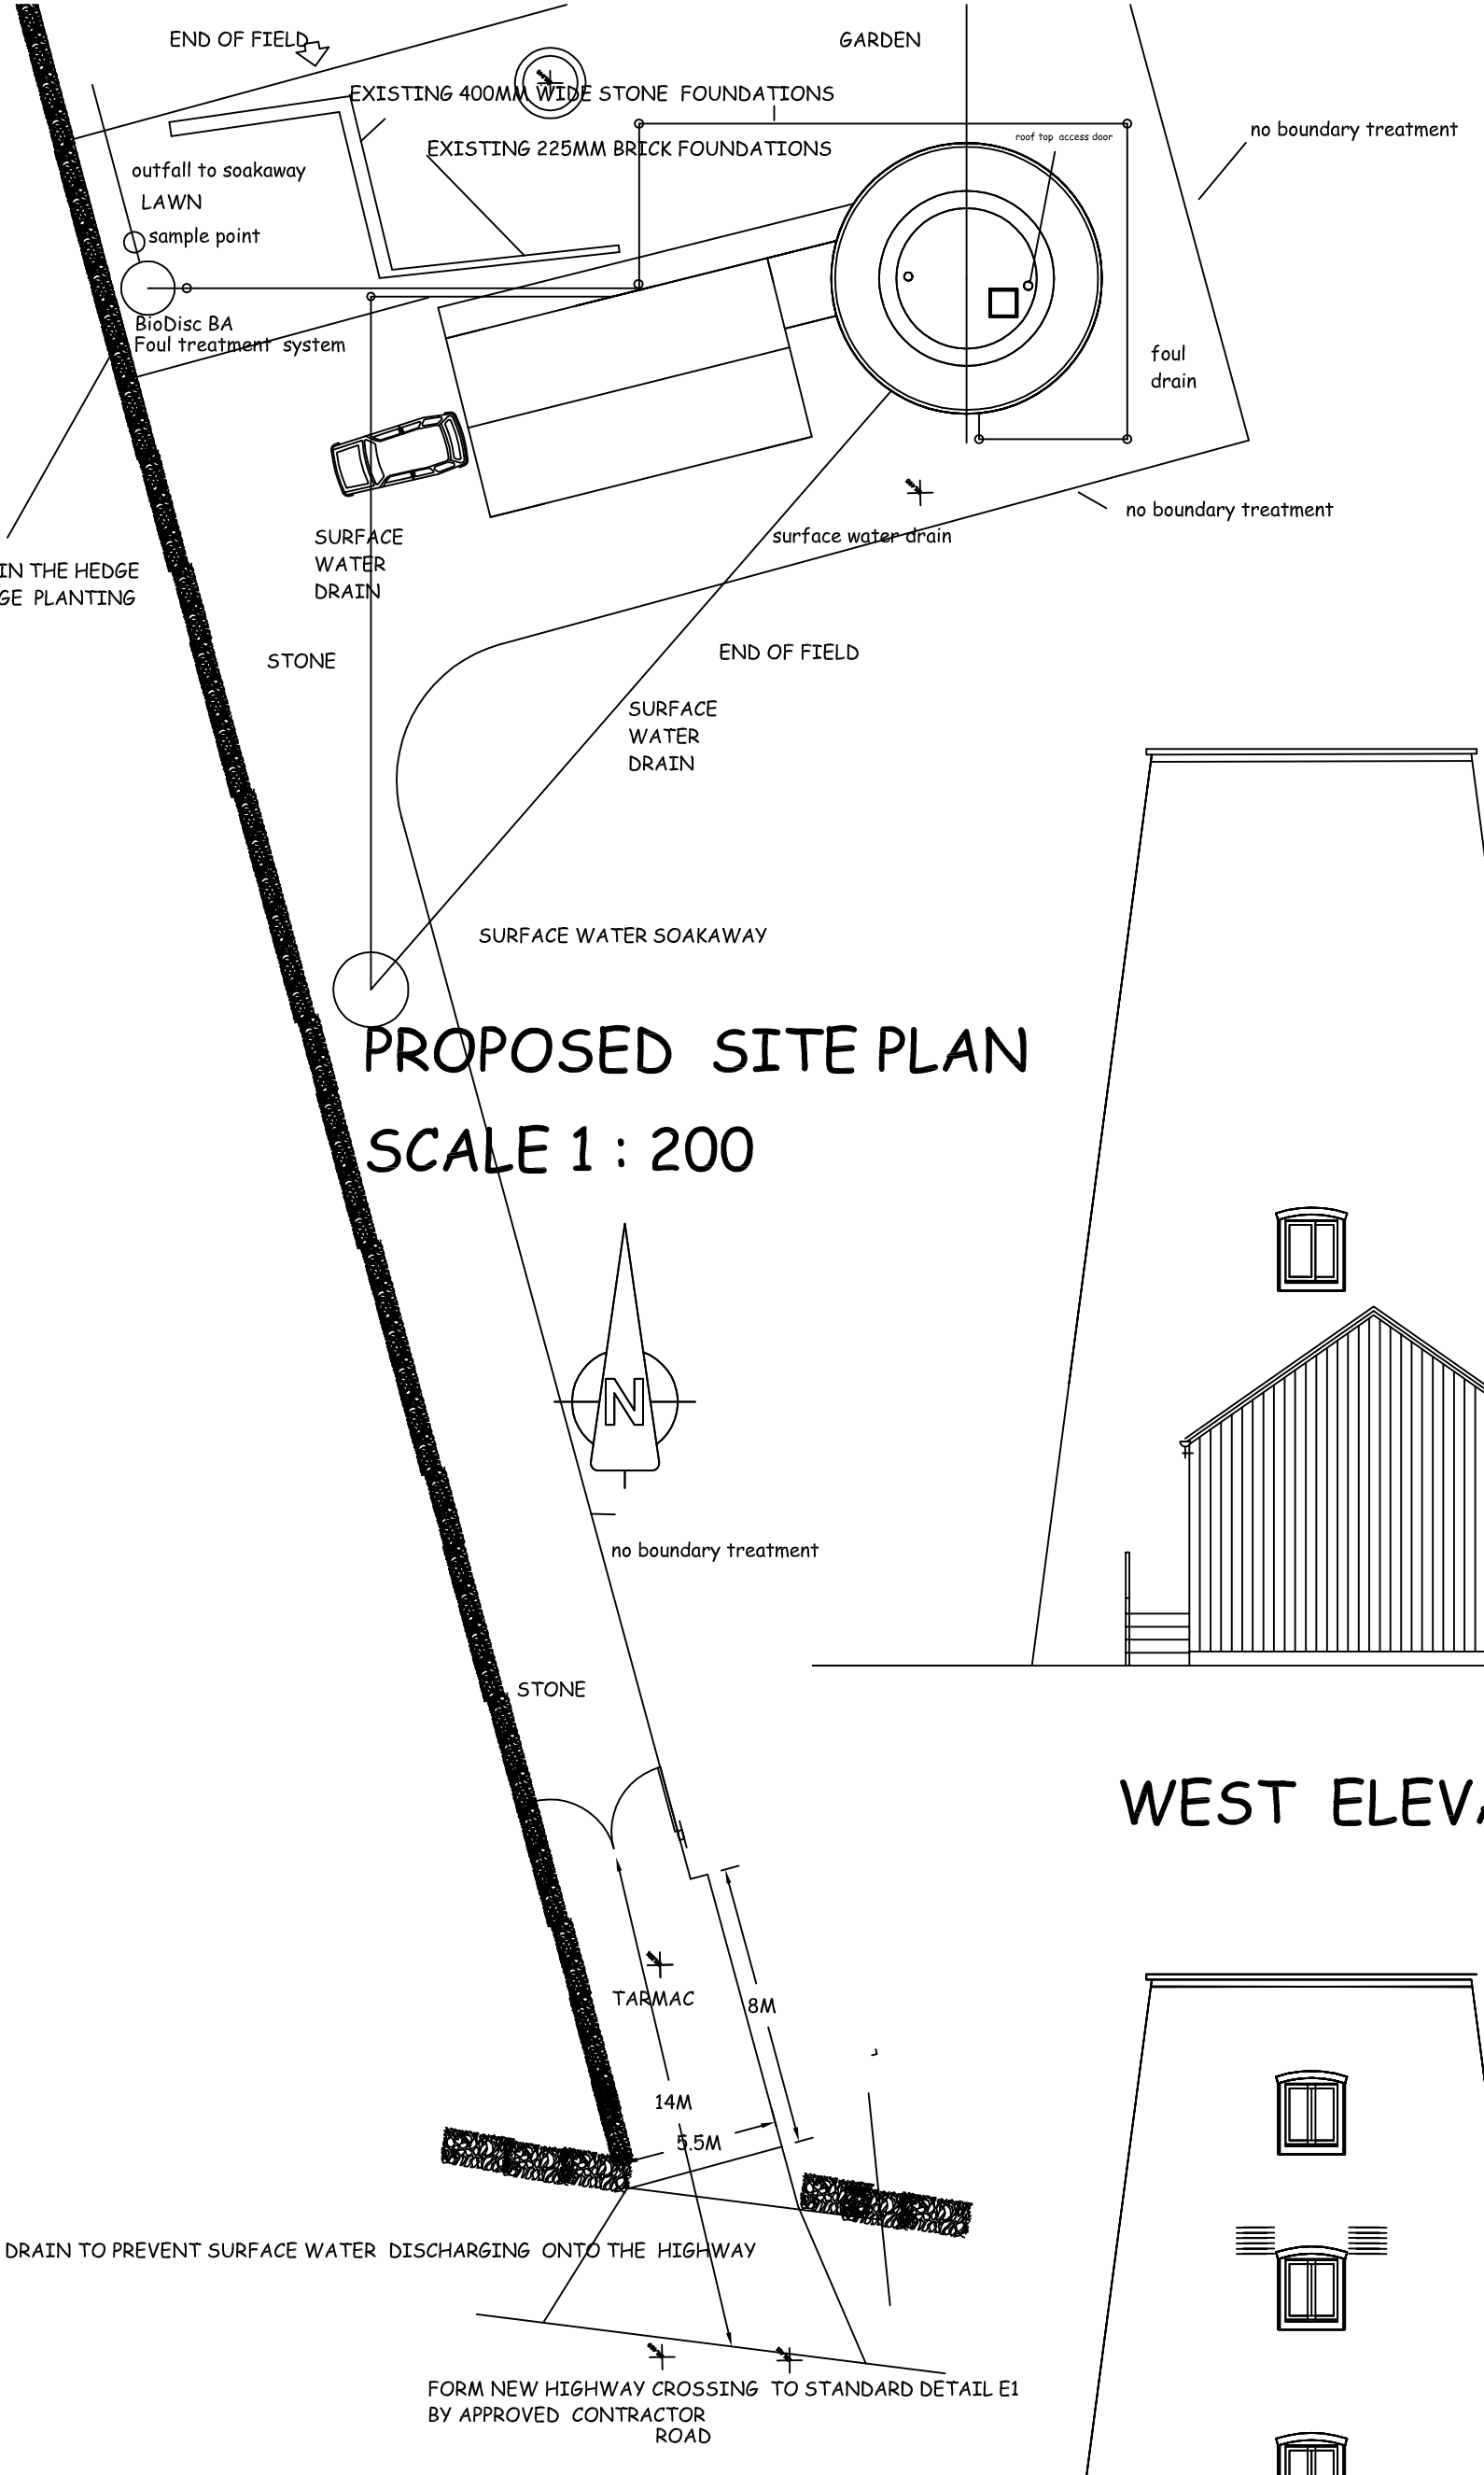 END OF FIELD
GARDEN
EXISTING 400MM WIDE STONE FOUNDATIONS
no boundary treatment
roof top access door
EXISTING 225MM BRICK FOUNDATIONS
outfall to soakaway
LAWN
sample point
BioDisc BA
Foul treatment system
foul
drain
no boundary treatment
surface water drain
SURFACE
WATER
DRAIN
IN THE HEDGE
GE PLANTING
STONE
END OF FIELD
SURFACE
WATER
DRAIN
SURFACE WATER SOAKAWAY
PROPOSED SITE PLAN
SCALE 1 : 200
N
no boundary treatment
STONE
WEST ELEVA
TARMAC
8M
14M
5.5M
DRAIN TO PREVENT SURFACE WATER DISCHARGING ONTO THE HIGHWAY
FORM NEW HIGHWAY CROSSING TO STANDARD DETAIL E1
BY APPROVED CONTRACTOR
ROAD